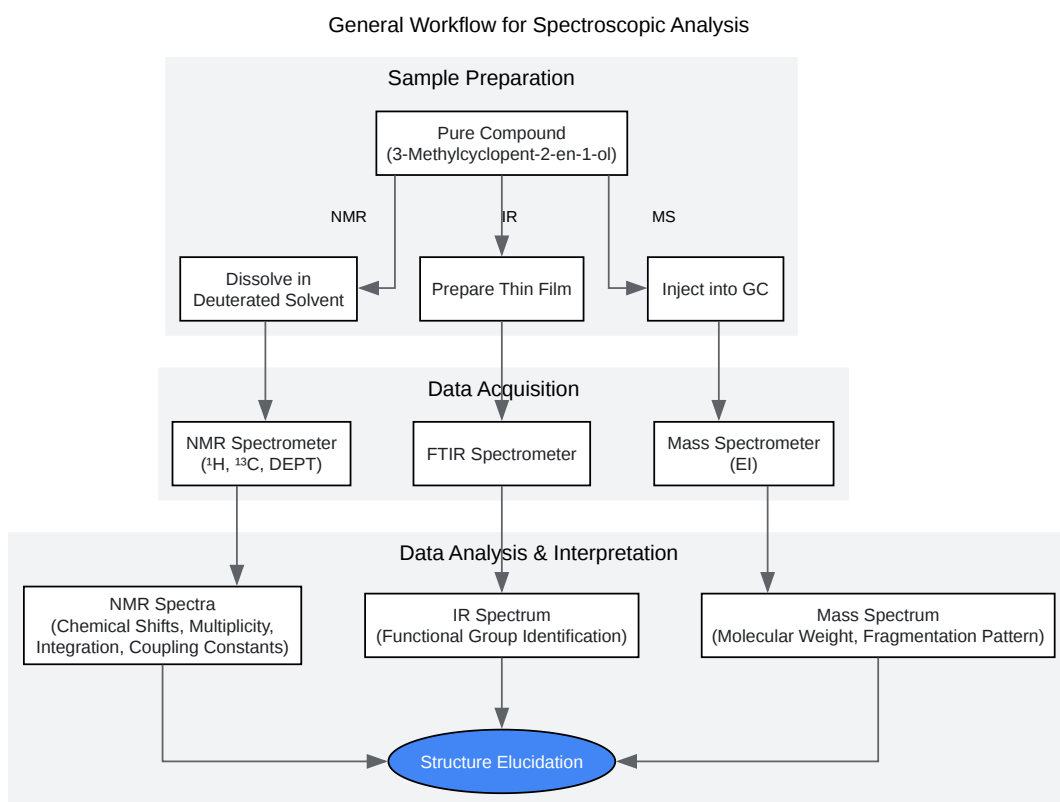 General Workflow for Spectroscopic Analysis
Sample Preparation
Pure Compound
(3-Methylcyclopent-2-en-1-ol)
NMR
IR
MS
Dissolve in
Deuterated Solvent
Prepare Thin Film
Inject into GC
Data Acquisition
NMR Spectrometer
(¹H, ¹³C, DEPT)
FTIR Spectrometer
Mass Spectrometer
(EI)
Data Analysis & Interpretation
NMR Spectra
(Chemical Shifts, Multiplicity,
Integration, Coupling Constants)
IR Spectrum
(Functional Group Identification)
Mass Spectrum
(Molecular Weight, Fragmentation Pattern)
Structure Elucidation